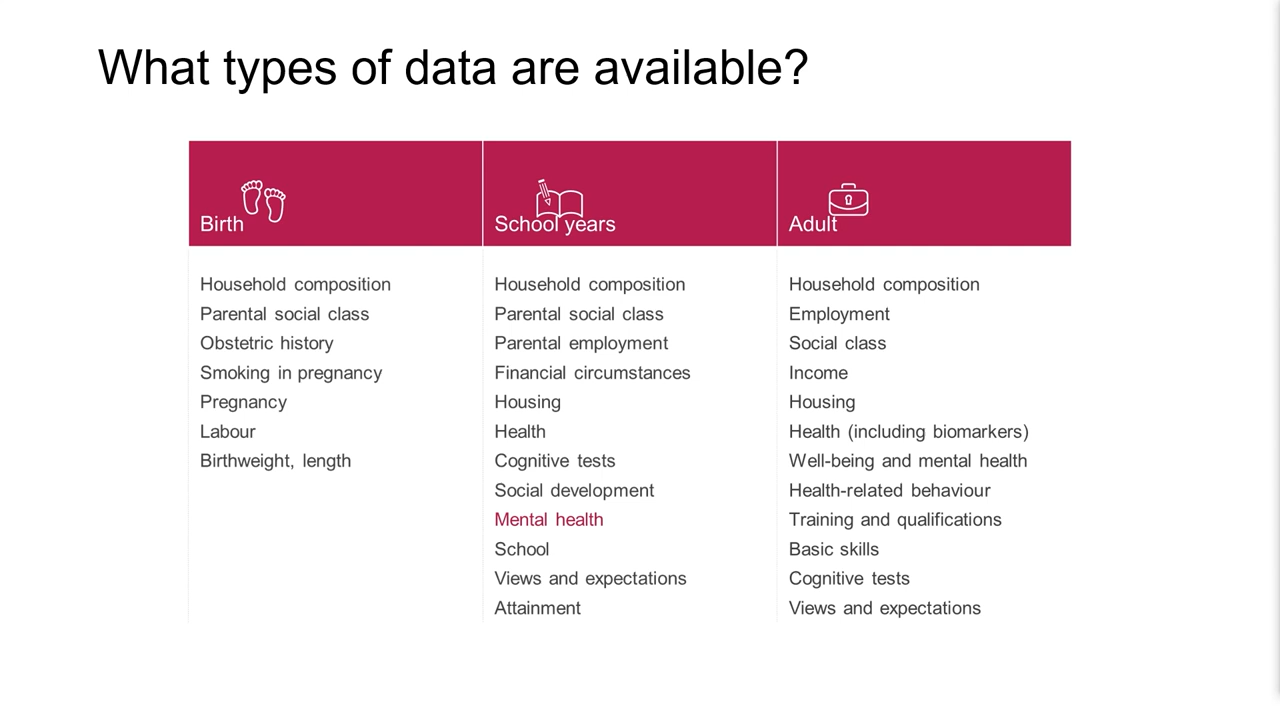 What types of data are available?
Birth
School years
Adult
Household composition
Parental social class
Obstetric history
Smoking in pregnancy
Pregnancy
Labour
Birthweight, length
Household composition
Parental social class
Parental employment
Financial circumstances
Housing
Health
Cognitive tests
Social development
Mental health
School
Views and expectations
Attainment
Household composition
Employment
Social class
Income
Housing
Health (including biomarkers)
Well-being and mental health
Health-related behaviour
Training and qualifications
Basic skills
Cognitive tests
Views and expectations